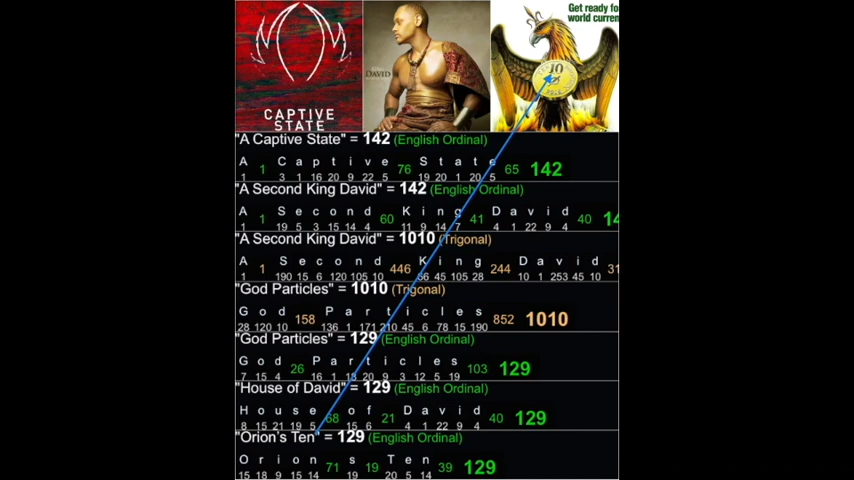 Get ready fo
world curren
DAVID
CAPTIVE
STATE
"A Captive State" = 142 (English Ordinal)
A 1 C a p t i v e 76 S t a t e 65 142
1 3 1 16 20 9 22 5 19 20 1 20 5
"A Second King David" = 142 (English Ordinal)
A 1 S e c o n d 60 K i n g 41 D a v i d 40 14
1 19 5 3 15 14 4 11 9 14 7 4 1 22 9 4
"A Second King David" = 1010 (Trigonal)
A 1 S e c o n d 446 K i n g 244 D a v i d 31
1 190 15 6 120 105 10 66 45 105 28 10 1 253 45 10
"God Particles" = 1010 (Trigonal)
G o d 158 P a r t i c l e s 852 1010
28 120 10 136 1 171 210 45 6 78 15 190
"God Particles" = 129 (English Ordinal)
G o d 26 P a r t i c l e s 103 129
7 15 4 16 1 18 20 9 3 12 5 19
"House of David" = 129 (English Ordinal)
H o u s e 68 o f 21 D a v i d 40 129
8 15 21 19 5 15 6 4 1 22 9 4
"Orion's Ten" = 129 (English Ordinal)
O r i o n 71 s 19 T e n 39 129
15 18 9 15 14 19 20 5 14